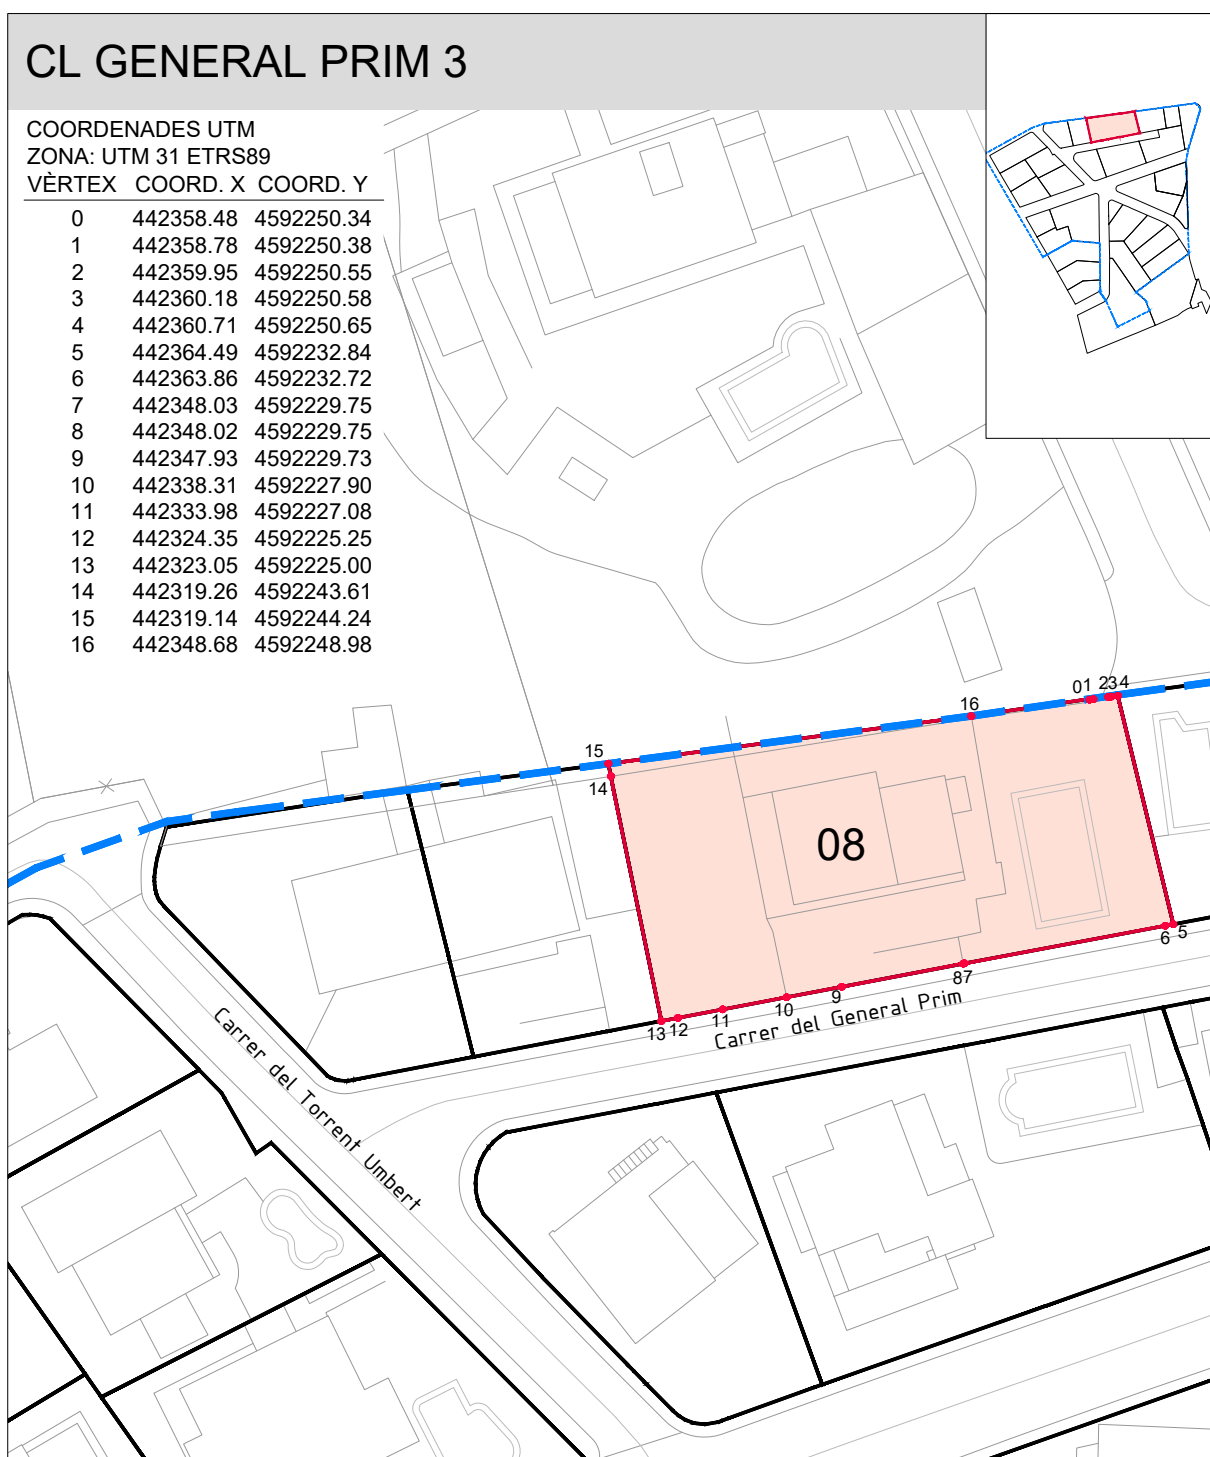 CL GENERAL PRIM 3
COORDENADES UTM
ZONA: UTM 31 ETRS89
VÈRTEX COORD. X COORD. Y
0 442358.48 4592250.34
1 442358.78 4592250.38
2 442359.95 4592250.55
3 442360.18 4592250.58
4 442360.71 4592250.65
5 442364.49 4592232.84
6 442363.86 4592232.72
7 442348.03 4592229.75
8 442348.02 4592229.75
9 442347.93 4592229.73
10 442338.31 4592227.90
11 442333.98 4592227.08
12 442324.35 4592225.25
13 442323.05 4592225.00
14 442319.26 4592243.61
15 442319.14 4592244.24
16 442348.68 4592248.98
01 23 4
16
15
14
08
6 5
87
9
10
11
12
13
Carrer del General Prim
Carrer del Torrent Umbert